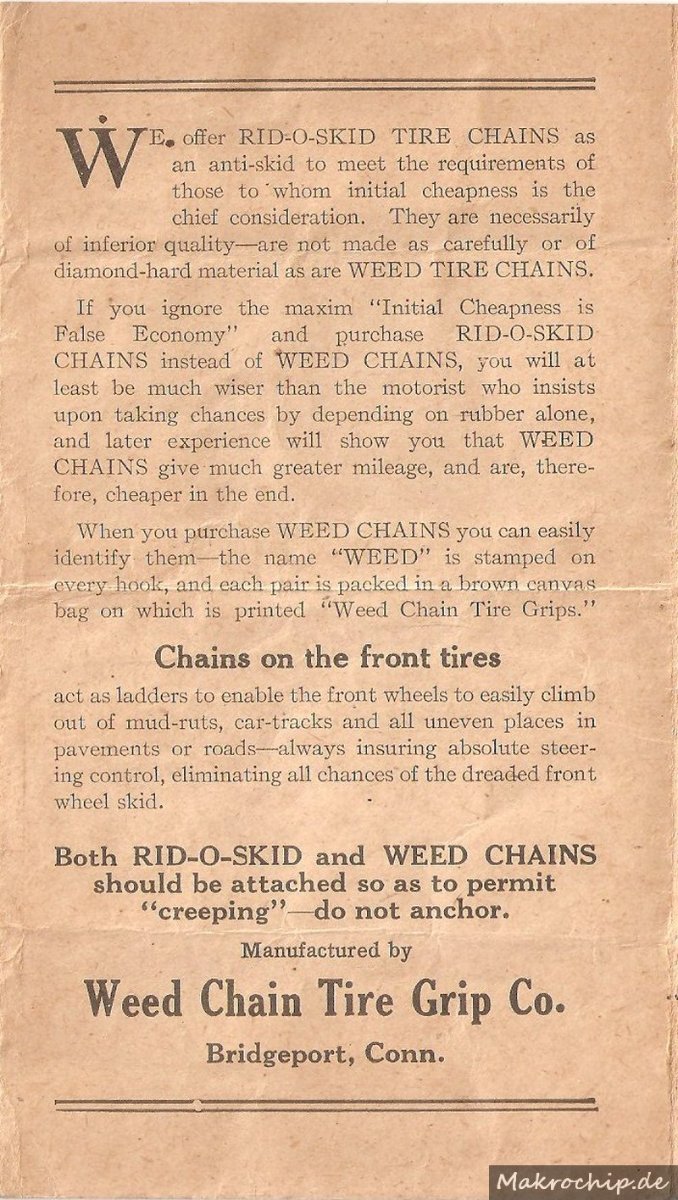 WE offer RID-O-SKID TIRE CHAINS as
an anti-skid to meet the requirements of
those to whom initial cheapness is the
chief consideration. They are necessarily
of inferior quality—are not made as carefully or of
diamond-hard material as are WEED TIRE CHAINS.
If you ignore the maxim "Initial Cheapness is
False Economy" and purchase RID-O-SKID
CHAINS instead of WEED CHAINS, you will at
least be much wiser than the motorist who insists
upon taking chances by depending on rubber alone,
and later experience will show you that WEED
CHAINS give much greater mileage, and are, there-
fore, cheaper in the end.
When you purchase WEED CHAINS you can easily
identify them—the name "WEED" is stamped on
every hook, and each pair is packed in a brown canvas
bag on which is printed "Weed Chain Tire Grips."
Chains on the front tires
act as ladders to enable the front wheels to easily climb
out of mud-ruts, car-tracks and all uneven places in
pavements or roads—always insuring absolute steer-
ing control, eliminating all chances of the dreaded front
wheel skid.
Both RID-O-SKID and WEED CHAINS
should be attached so as to permit
"creeping"—do not anchor.
Manufactured by
Weed Chain Tire Grip Co.
Bridgeport, Conn.
Makrochip.de